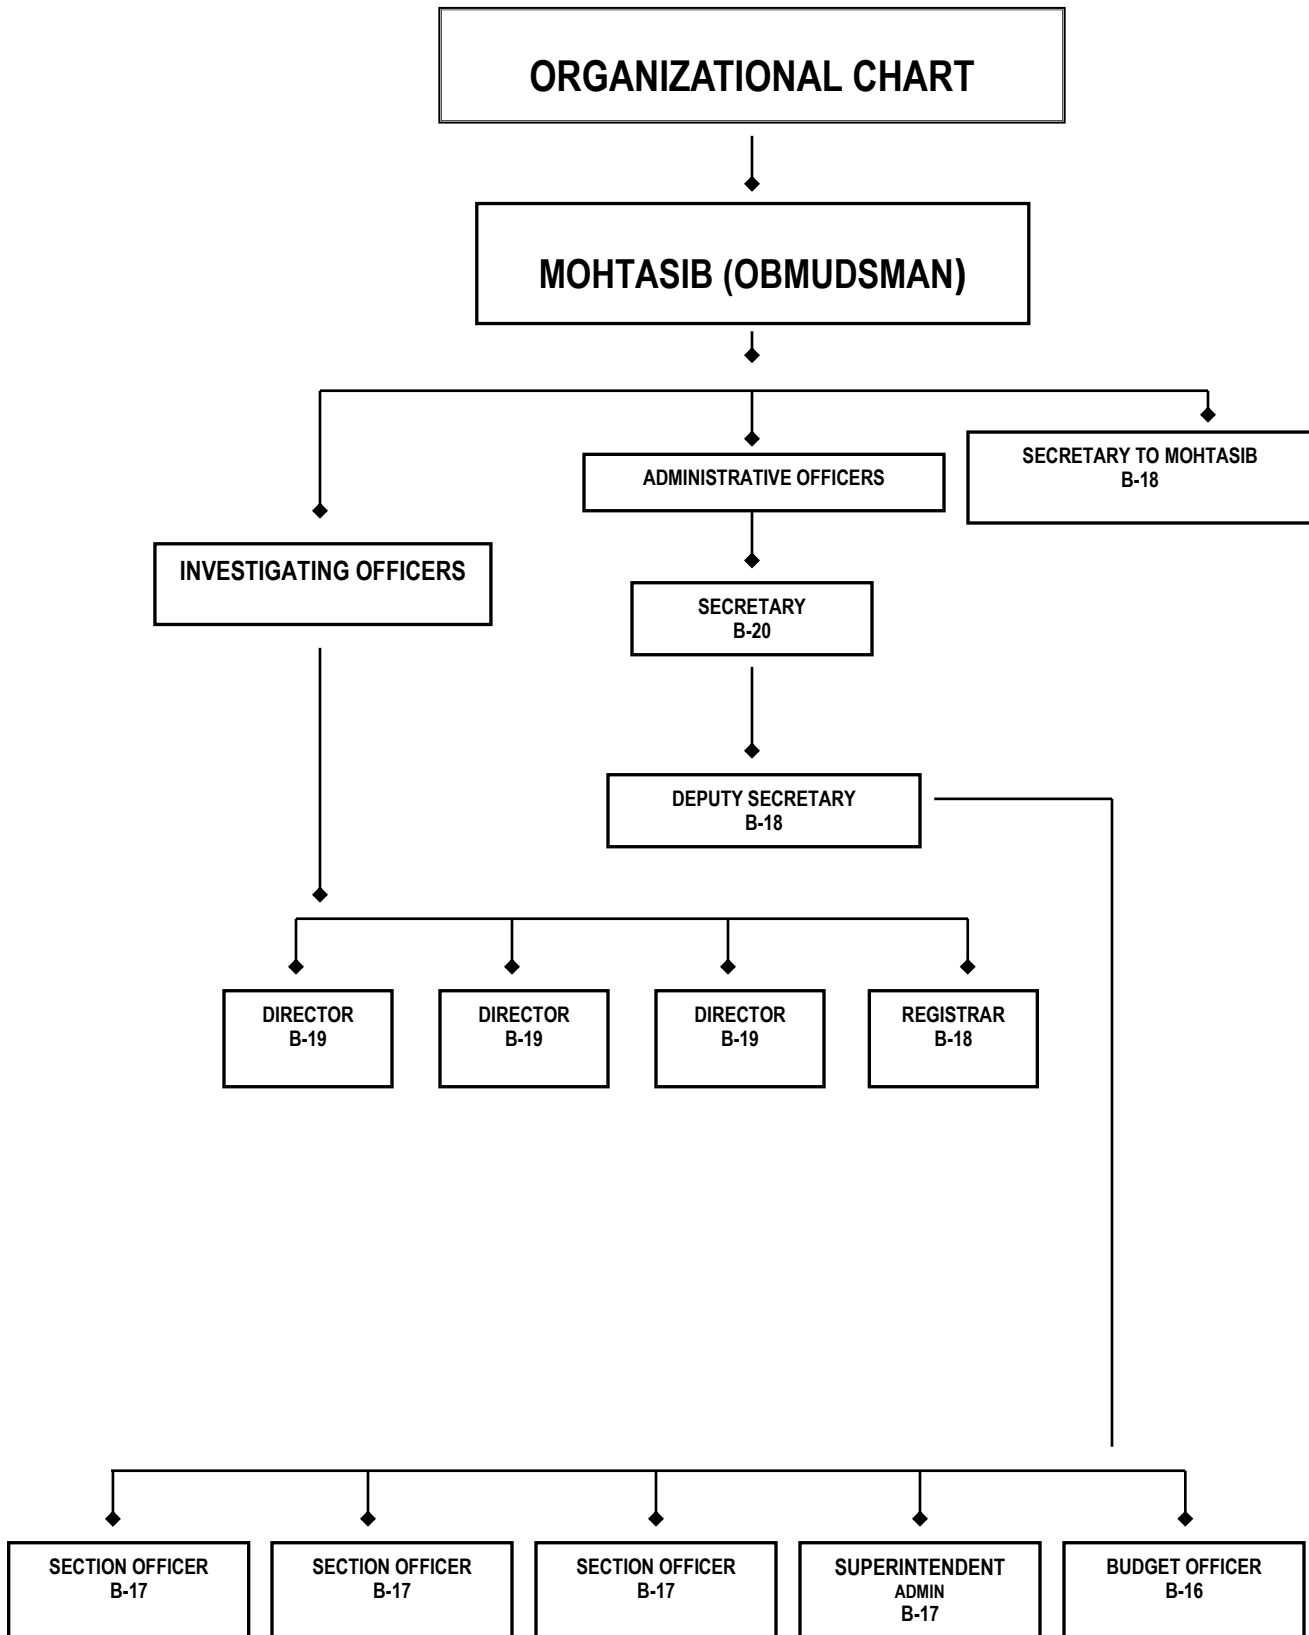 ORGANIZATIONAL CHART
MOHTASIB (OBMUDSMAN)
SECRETARY TO MOHTASIB
B-18
ADMINISTRATIVE OFFICERS
INVESTIGATING OFFICERS
SECRETARY
B-20
DEPUTY SECRETARY
B-18
DIRECTOR
B-19
DIRECTOR
B-19
DIRECTOR
B-19
REGISTRAR
B-18
SECTION OFFICER
B-17
SECTION OFFICER
B-17
SECTION OFFICER
B-17
SUPERINTENDENT
ADMIN
B-17
BUDGET OFFICER
B-16